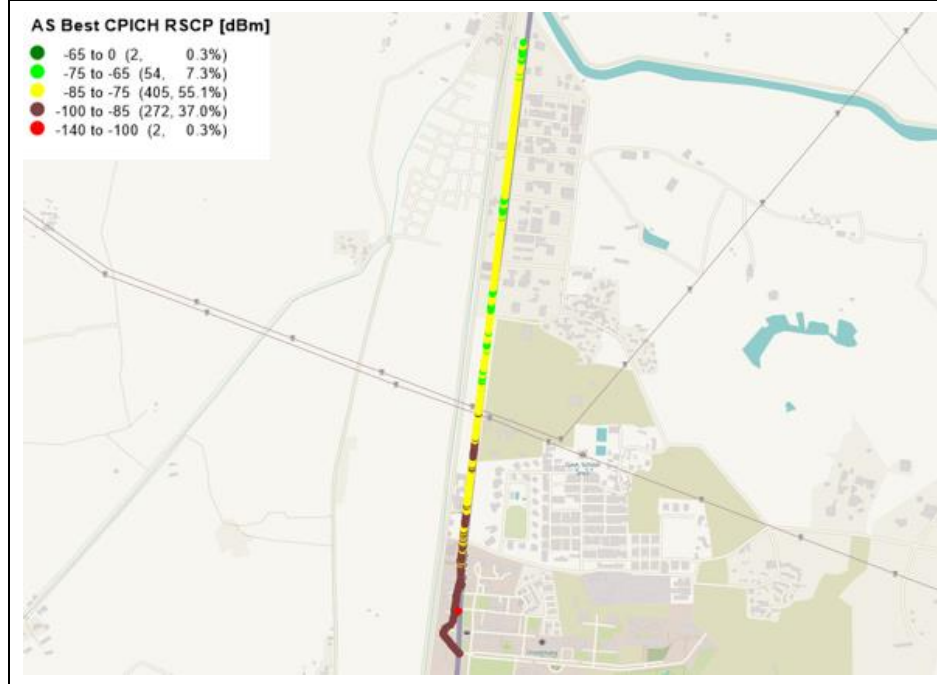 AS Best CPICH RSCP [dBm]
-65 to 0 (2, 0.3%)
-75 to -65 (54, 7.3%)
-85 to -75 (405, 55.1%)
-100 to -85 (272, 37.0%)
-140 to -100 (2, 0.3%)